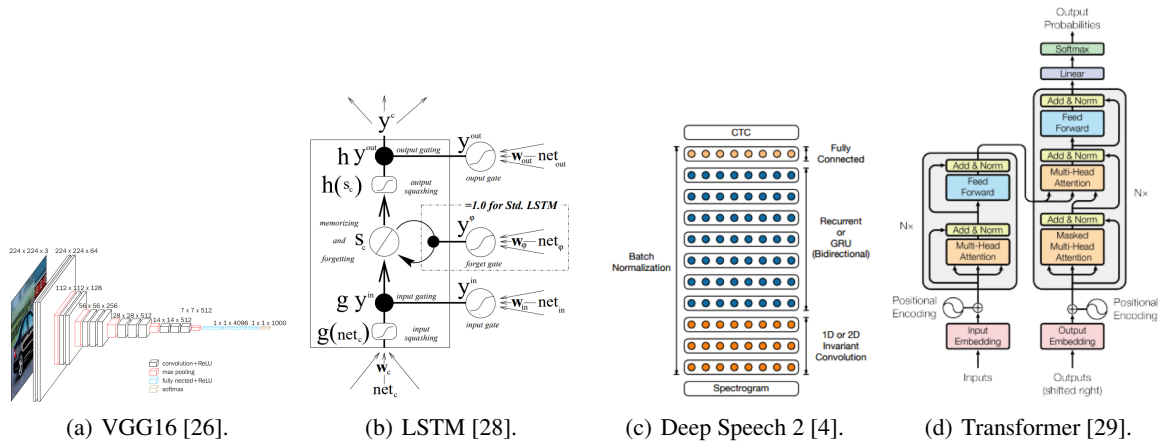 224 x 224 x 3 224 x 224 x 64
112 x 112 x 128
56 x 56 x 256
28 x 28 x 512
14 x 14 x 512
7 x 7 x 512
1 x 1 x 4096 1 x 1 x 1000
convolution+ReLU
max pooling
fully nected+ReLU
softmax
(a) VGG16 [26].
y^c
h y^out
output gating
y^out
w_out net_out
ouput gate
h(s_c)
output squashing
=1.0 for Std. LSTM
memorizing
and
forgetting
s_c
y^φ
w_φ net_φ
forget gate
g y^in
input gating
y^in
w_in net_in
input gate
g(net_c)
input squashing
w_c
net_c
(b) LSTM [28].
CTC
Fully
Connected
Recurrent
or
GRU
(Bidirectional)
Batch
Normalization
1D or 2D
Invariant
Convolution
Spectrogram
(c) Deep Speech 2 [4].
Output
Probabilities
Softmax
Linear
Add & Norm
Feed
Forward
Add & Norm
Multi-Head
Attention
Add & Norm
Masked
Multi-Head
Attention
N×
Add & Norm
Feed
Forward
Add & Norm
Multi-Head
Attention
N×
Positional
Encoding
Positional
Encoding
Input
Embedding
Output
Embedding
Inputs
Outputs
(shifted right)
(d) Transformer [29].